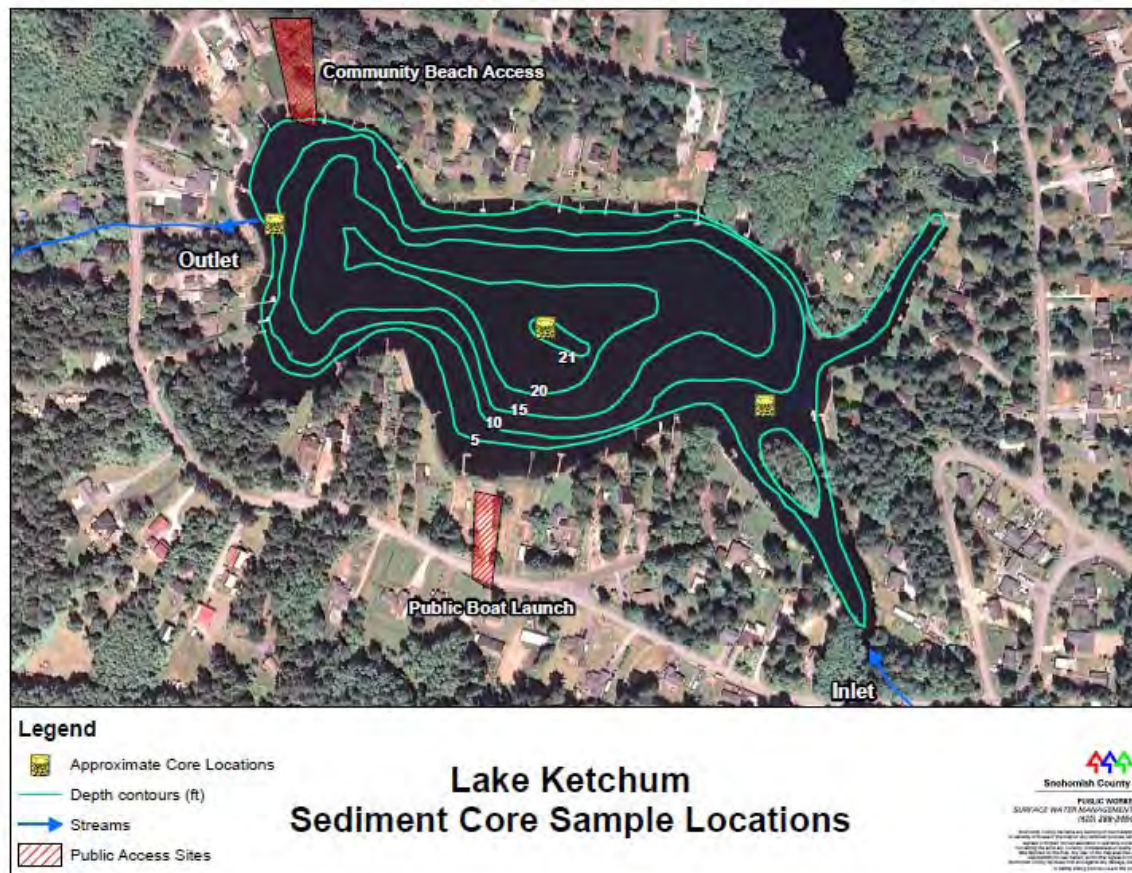 Community Beach Access
Outlet
21
20
15
10
5
1
Public Boat Launch
Inlet
Legend
Approximate Core Locations
Depth contours (ft)
Streams
Public Access Sites
Lake Ketchum
Sediment Core Sample Locations
Snohomish County
PUBLIC WORKS
SURFACE WATER MANAGEMENT